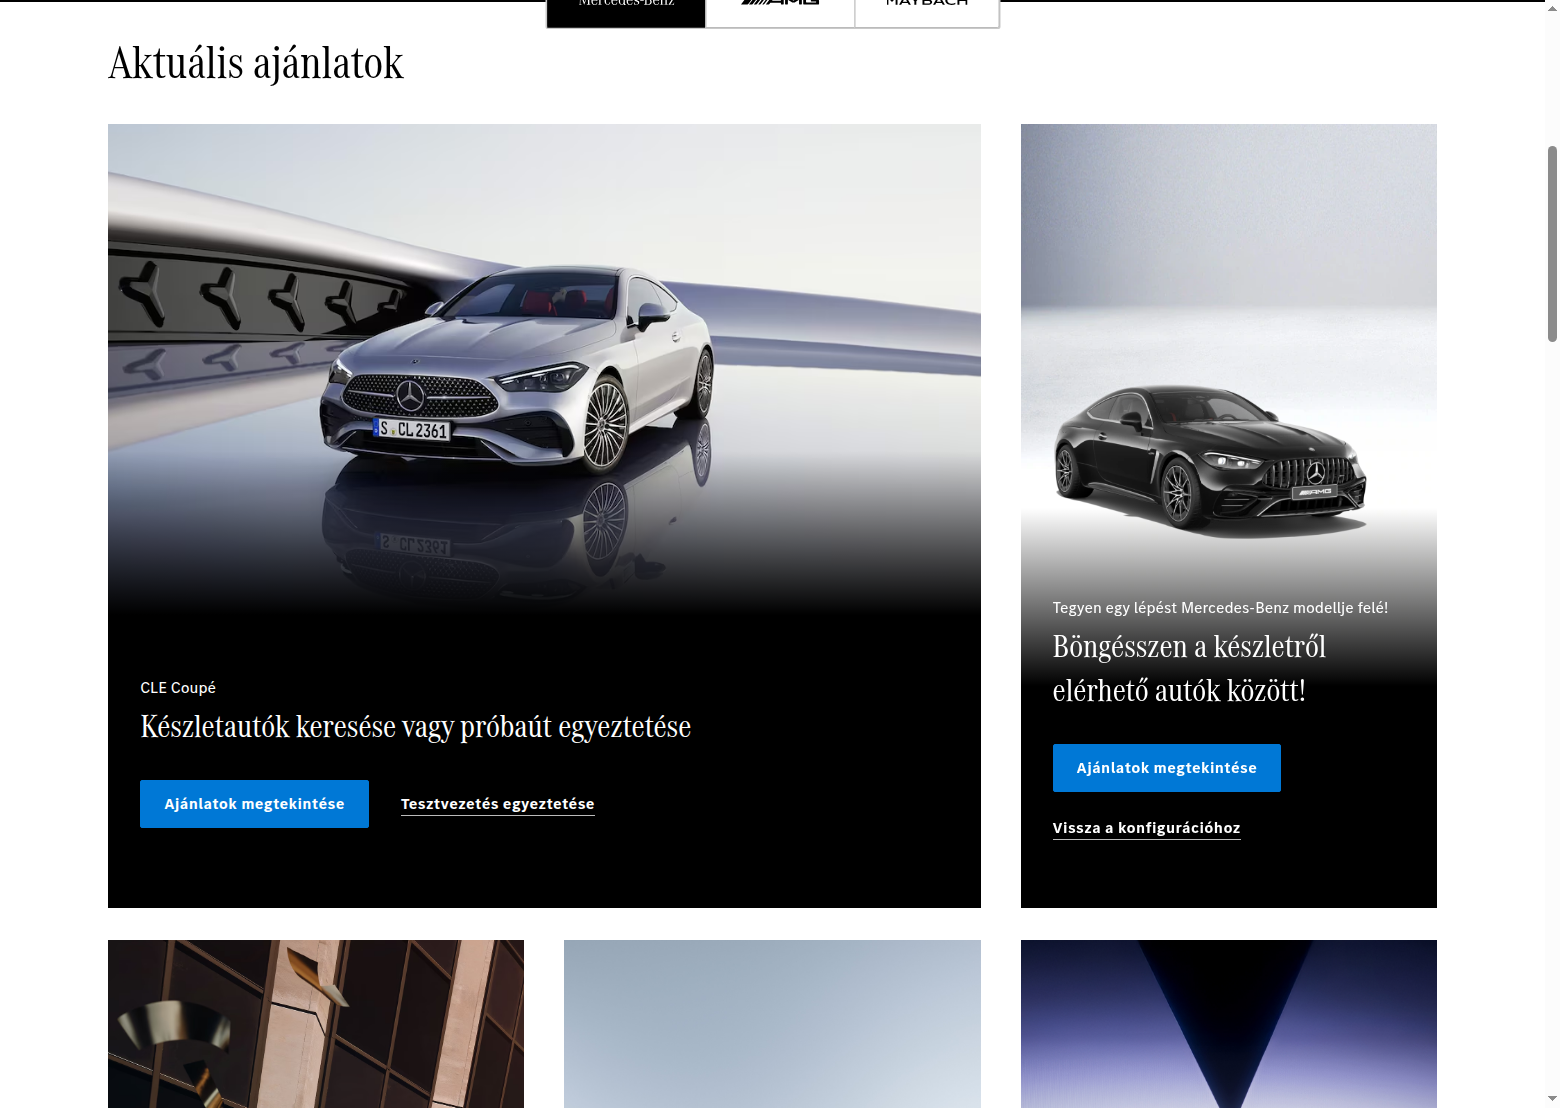 Mercedes-Benz
AMG
MAYBACH
Aktuális ajánlatok
S CL 2361
AMG
CLE Coupé
Készletautók keresése vagy próbaút egyeztetése
Ajánlatok megtekintése
Tesztvezetés egyeztetése
Tegyen egy lépést Mercedes-Benz modellje felé!
Böngésszen a készletről
elérhető autók között!
Ajánlatok megtekintése
Vissza a konfigurációhoz